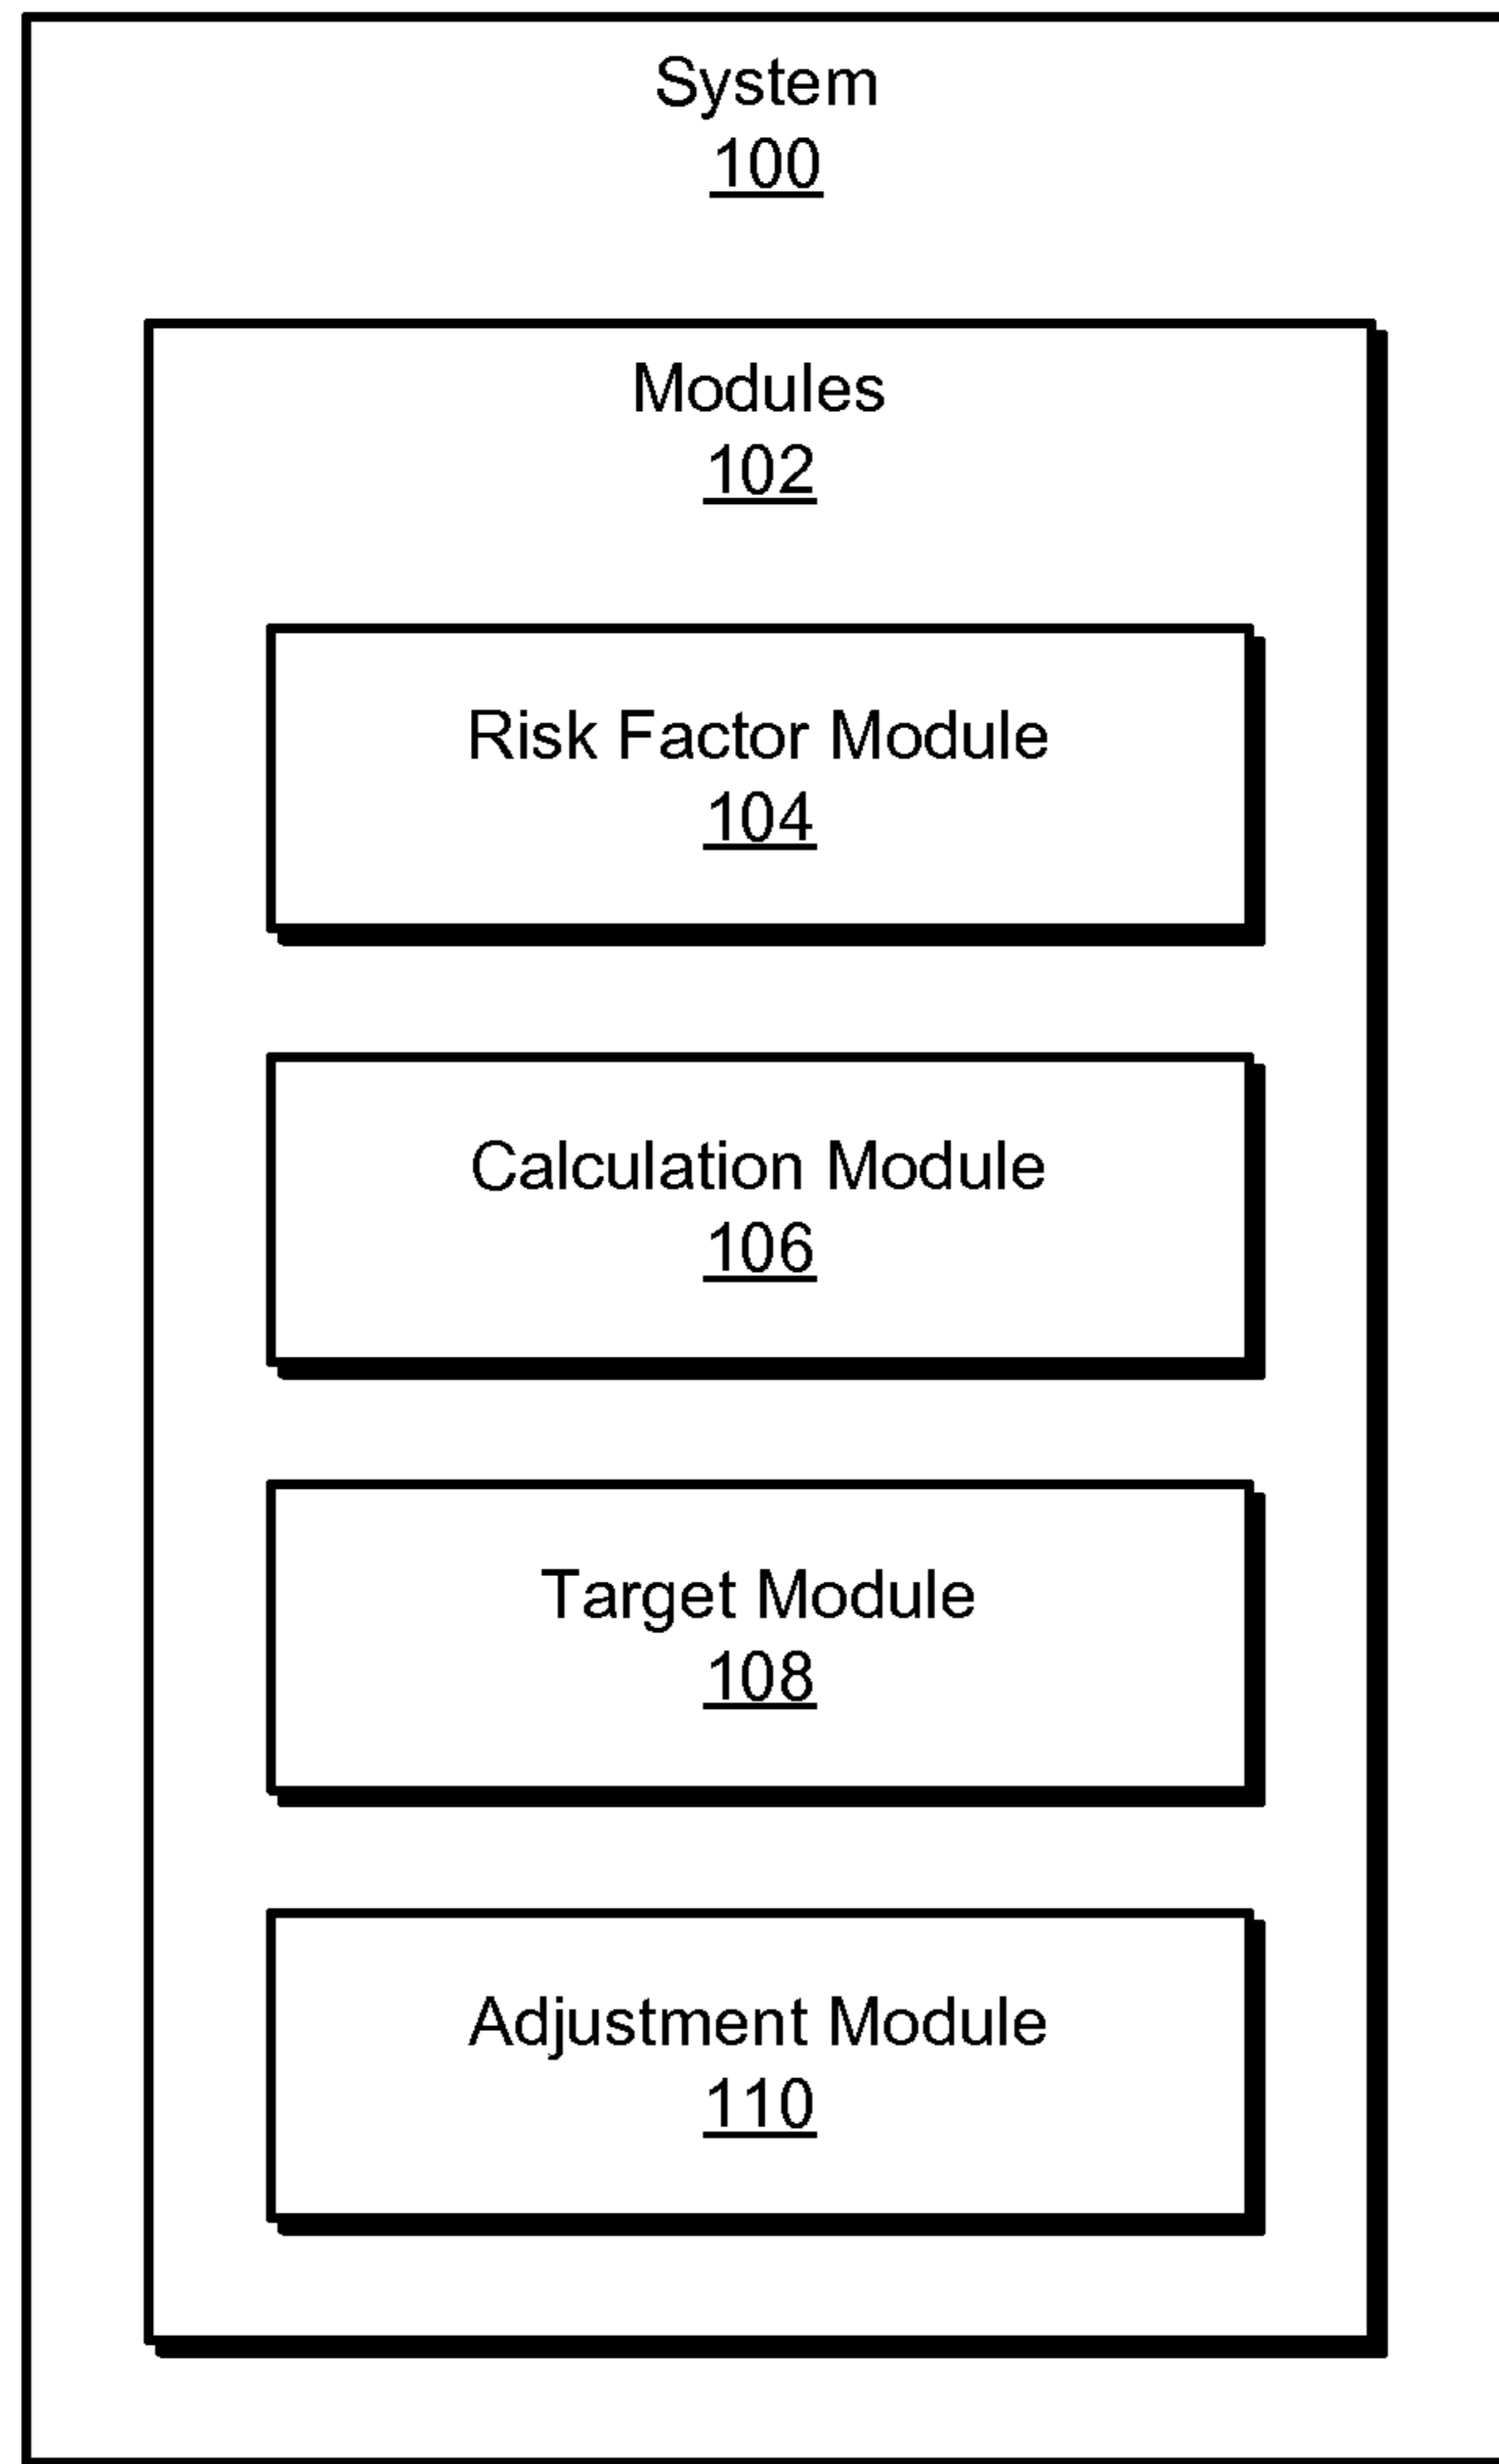 System
100
Modules
102
Risk Factor Module
104
Calculation Module
106
Target Module
108
Adjustment Module
110